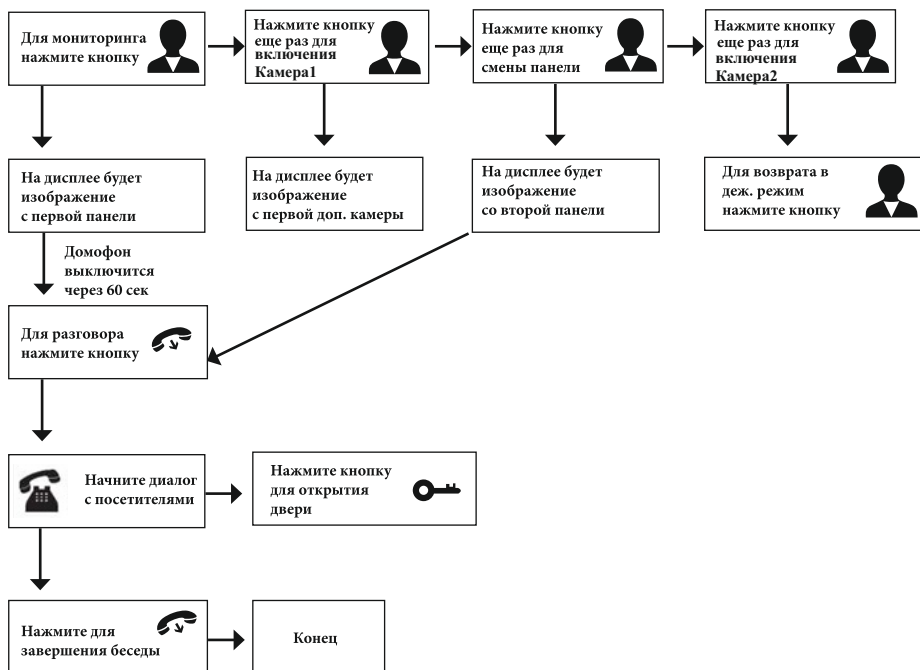 Для мониторинга
нажмите кнопку
Нажмите кнопку
еще раз для
включения
Камера1
Нажмите кнопку
еще раз для
смены панели
Нажмите кнопку
еще раз для
включения
Камера2
На дисплее будет
изображение
с первой панели
На дисплее будет
изображение
с первой доп. камеры
На дисплее будет
изображение
со второй панели
Для возврата в
деж. режим
нажмите кнопку
Домофон
выключится
через 60 сек
Для разговора
нажмите кнопку
Начните диалог
с посетителями
Нажмите кнопку
для открытия
двери
Нажмите для
завершения беседы
Конец